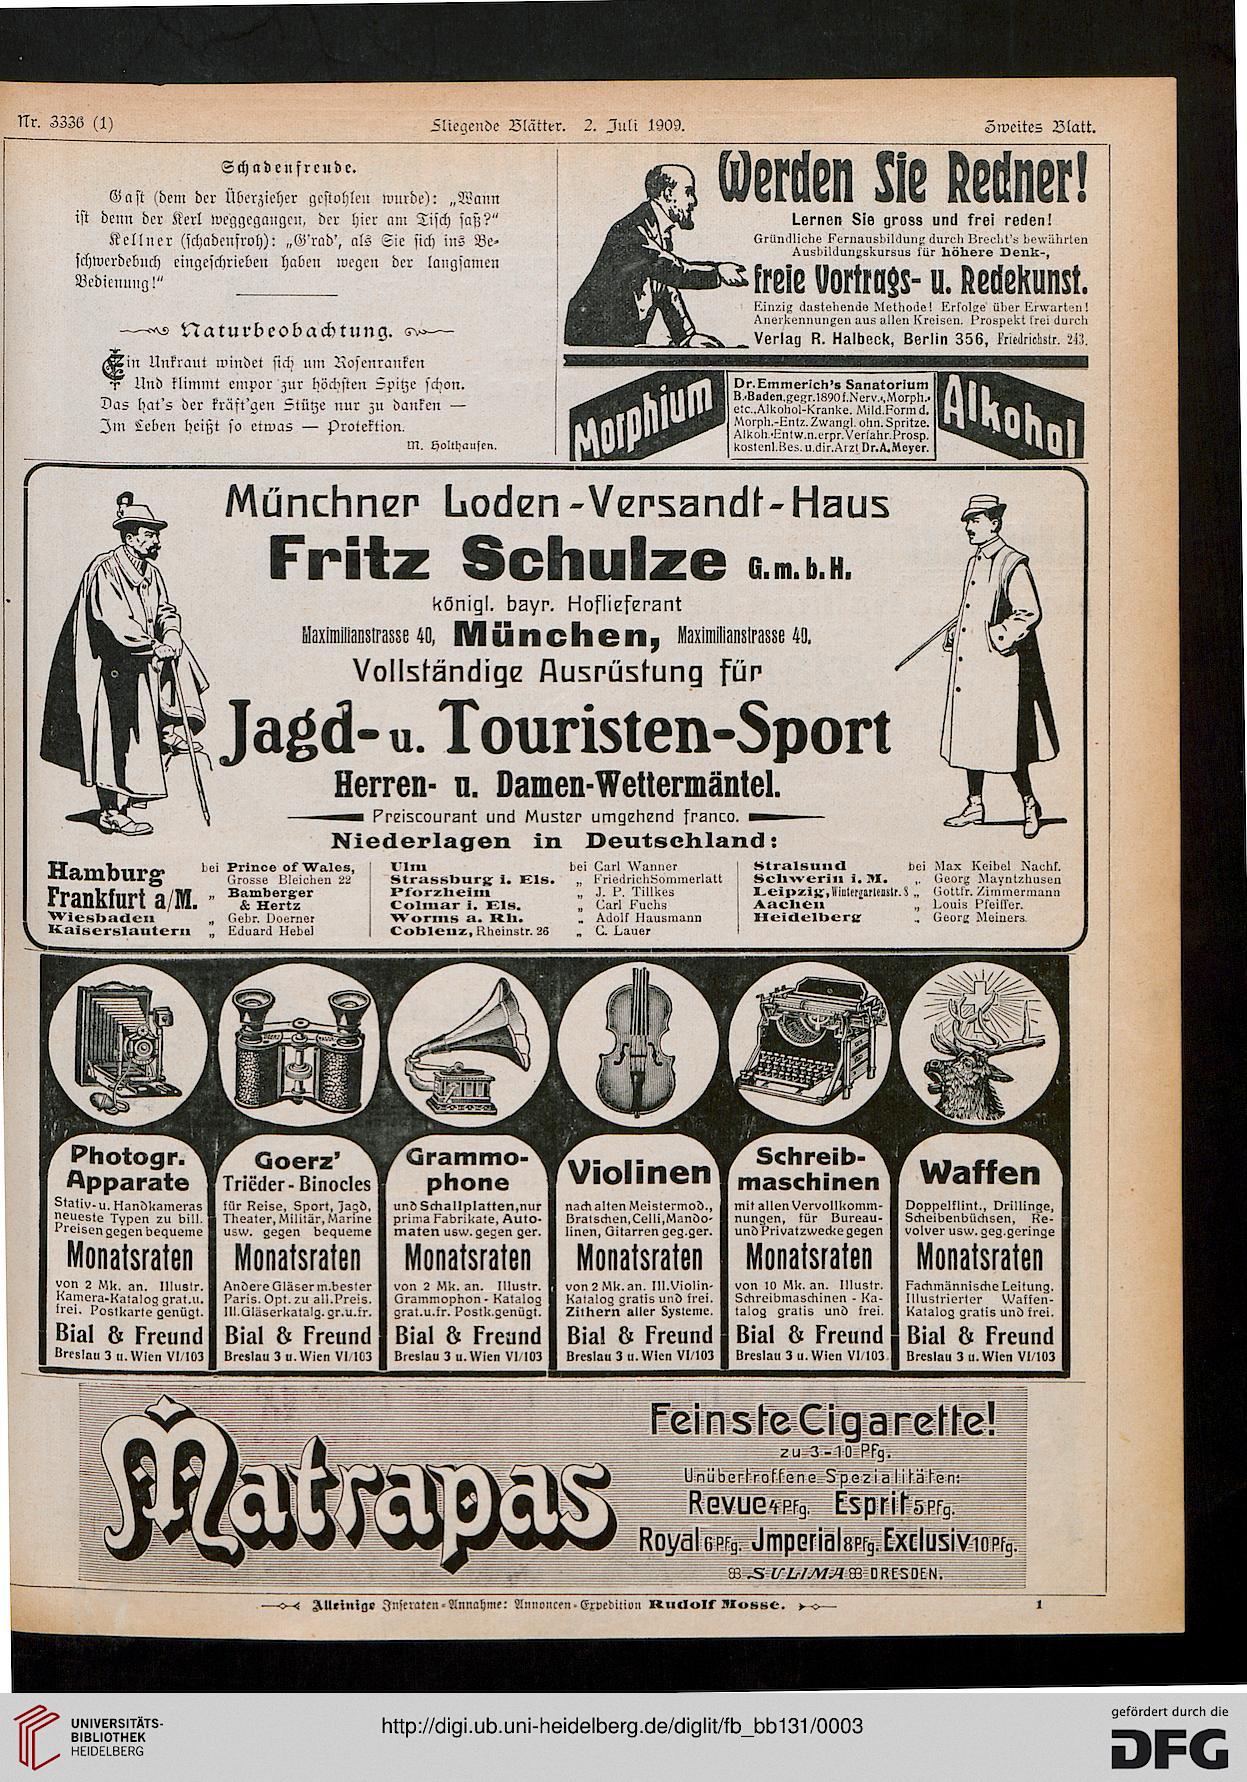 Nr. 3336 (1)
Fliegende Blätter. 2. Juli 1909.
Zweites Blatt.
Schadenfreude.
Gast (dem der Überzieher gestohlen wurde): „Wann
ist denn der Kerl weggegangen, der hier am Tisch saß?"
Kellner (schadenfroh): „G'rad', als Sie sich ins Be-
schwerdebuch eingeschrieben haben wegen der langsamen
Bedienung!"
Naturbeobachtung.
Ein Unkraut windet sich um Rosenranken
Und klimmt empor zur höchsten Spitze schon.
Das hat's der kräft'gen Stütze nur zu danken —
Im Leben heißt so etwas — Protektion.
M. Holthausen.
Werden Sie Redner!
Lernen Sie gross und frei reden!
Gründliche Fernausbildung durch Brecht's bewährten
Ausbildungskursus für höhere Denk-,
freie Vortrags- u. Redekunst.
Einzig dastehende Methode! Erfolge über Erwarten!
Anerkennungen aus allen Kreisen. Prospekt frei durch
Verlag R. Halbeck, Berlin 356, Friedrichstr. 243.
Morphium
Dr. Emmerich's Sanatorium
B.-Baden, gegr. 1890 f. Nerv.-, Morph.-
etc., Alkohol-Kranke. Mild. Form d.
Morph.-Entz. Zwangl. ohn. Spritze.
Alkoh.-Entw. n. erpr. Verfahr. Prosp.
kostenl. Bes. u. dir. Arzt Dr. A. Meyer.
Alkohol
Münchner Loden-Versandt-Haus
Fritz Schulze G.m.b.H.
königl. bayr. Hoflieferant
Maximilianstrasse 40, München, Maximilianstrasse 40.
Vollständige Ausrüstung für
Jagd- u. Touristen-Sport
Herren- u. Damen-Wettermäntel.
Preiscourant und Muster umgehend franco.
Niederlagen in Deutschland:
Hamburg bei Prince of Wales,
Grosse Bleichen 22
Frankfurt a/M. „ Bamberger
& Hertz
Wiesbaden „ Gebr. Doerner
Kaiserslautern „ Eduard Hebel
Ulm bei Carl Wanner
Strassburg i. Els. „ Friedrich Sommerlatt
Pforzheim „ J. P. Tillkes
Colmar i. Els. „ Carl Fuchs
Worms a. Rh. „ Adolf Hausmann
Coblenz, Rheinstr. 26 „ C. Lauer
Stralsund bei Max Keibel Nachf.
Schwerin i. M. „ Georg Mayntzhusen
Leipzig, Wintergartenstr. 8 „ Gottfr. Zimmermann
Aachen „ Louis Pfeiffer.
Heidelberg „ Georg Meiners.
Photogr.
Apparate
Stativ- u. Handkameras
neueste Typen zu bill.
Preisen gegen bequeme
Monatsraten
von 2 Mk. an. Illustr.
Kamera-Katalog grat. u.
frei. Postkarte genügt.
Bial & Freund
Breslau 3 u. Wien VI/103
Goerz'
Triëder-Binocles
für Reise, Sport, Jagd,
Theater, Militär, Marine
usw. gegen bequeme
Monatsraten
Andere Gläser m. bester
Paris. Opt. zu all. Preis.
Ill. Gläserkatalg. gr. u. fr.
Bial & Freund
Breslau 3 u. Wien VI/103
Grammo-
phone
und Schallplatten, nur
prima Fabrikate, Auto-
maten usw. gegen ger.
Monatsraten
von 2 Mk. an. Illustr.
Grammophon-Katalog
grat. u. fr. Postk. genügt.
Bial & Freund
Breslau 3 u. Wien VI/103
Violinen
nach alten Meistermod.,
Bratschen, Celli, Mando-
linen, Gitarren geg. ger.
Monatsraten
von 2 Mk. an. Ill. Violin-
Katalog gratis und frei.
Zithern aller Systeme.
Bial & Freund
Breslau 3 u. Wien VI/103
Schreib-
maschinen
mit allen Vervollkomm-
nungen, für Bureau-
und Privatzwecke gegen
Monatsraten
von 10 Mk. an. Illustr.
Schreibmaschinen-Ka-
talog gratis und frei.
Bial & Freund
Breslau 3 u. Wien VI/103.
Waffen
Doppelflint., Drillinge,
Scheibenbüchsen, Re-
volver usw. geg. geringe
Monatsraten
Fachmännische Leitung.
Illustrierter Waffen-
Katalog gratis und frei.
Bial & Freund
Breslau 3 u. Wien VI/103
Matrapas
Feinste Cigarette!
zu 3-10 Pfg.
Unübertroffene Spezialitäten:
Revue 4 Pfg. Esprit 5 Pfg.
Royal 6 Pfg. Imperial 8 Pfg. Exclusiv 10 Pfg.
SULIMA DRESDEN.
Alleinige Inseraten-Annahme: Annoncen-Expedition Rudolf Mosse.
1
UNIVERSITÄTS-
BIBLIOTHEK
HEIDELBERG
http://digi.ub.uni-heidelberg.de/diglit/fb_bb131/0003
gefördert durch die
DFG